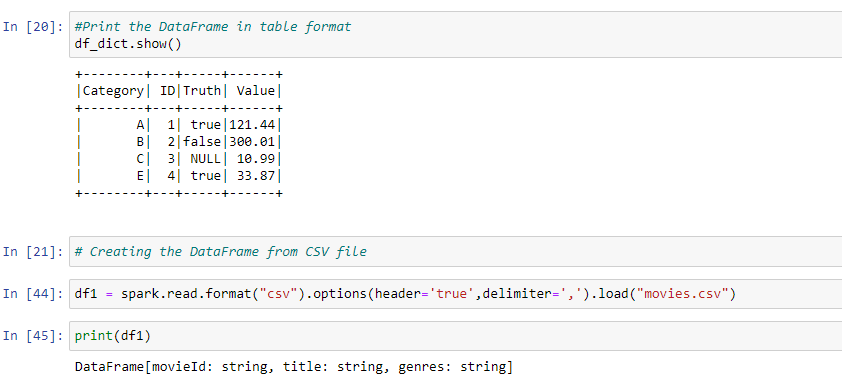 In [20]: #Print the DataFrame in table format
df_dict.show()
+--------+---+-----+------+
|Category| ID|Truth| Value|
+--------+---+-----+------+
|       A|  1| true|121.44|
|       B|  2|false|300.01|
|       C|  3| NULL| 10.99|
|       E|  4| true| 33.87|
+--------+---+-----+------+
In [21]: # Creating the DataFrame from CSV file
In [44]: df1 = spark.read.format("csv").options(header='true',delimiter=',').load("movies.csv")
In [45]: print(df1)
DataFrame[movieId: string, title: string, genres: string]